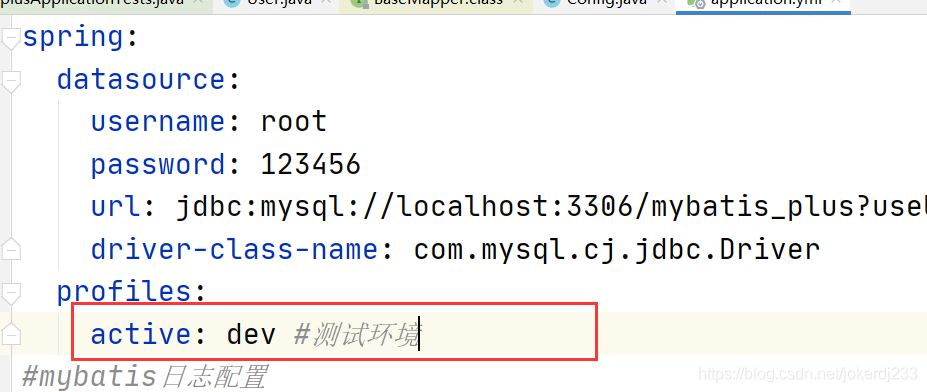 plusApplicationTests.java User.java BaseMapper.class Config.java application.yml
spring:
datasource:
username: root
password: 123456
url: jdbc:mysql://localhost:3306/mybatis_plus?useU
driver-class-name: com.mysql.cj.jdbc.Driver
profiles:
active: dev #测试环境
#mybatis日志配置
https://blog.csdn.net/jokerdj233